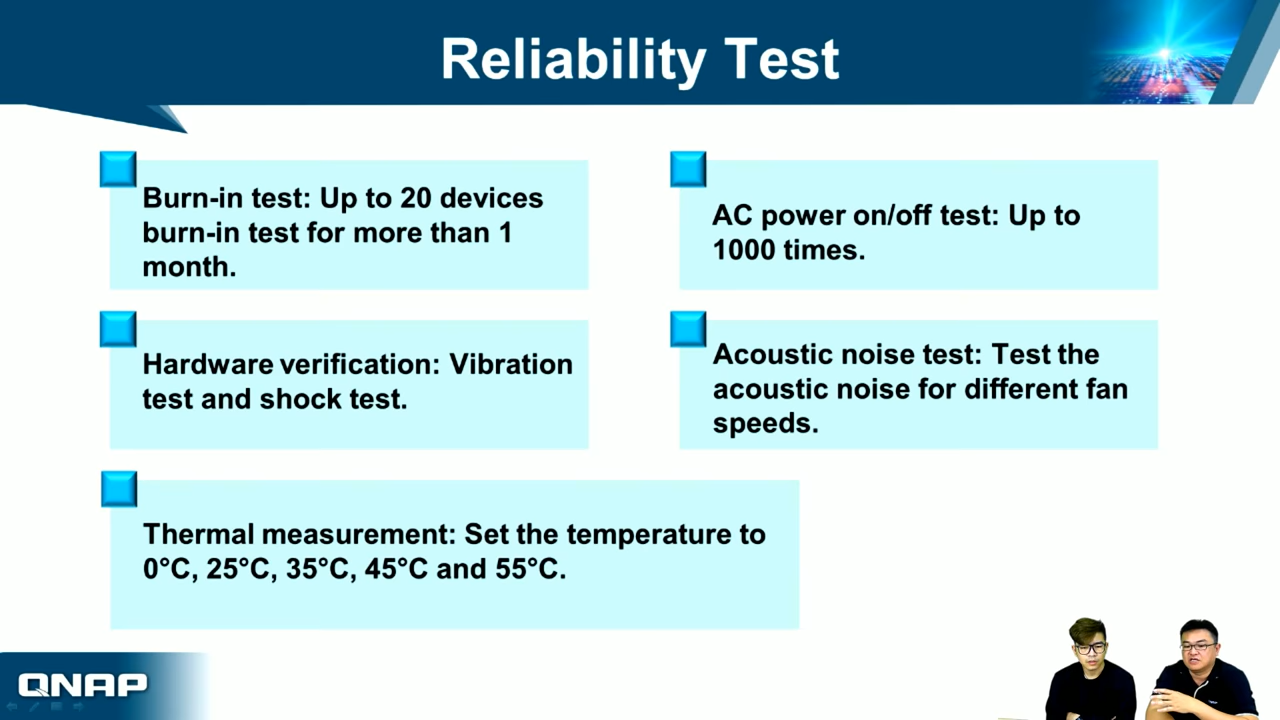 Reliability Test
Burn-in test: Up to 20 devices
burn-in test for more than 1
month.
AC power on/off test: Up to
1000 times.
Hardware verification: Vibration
test and shock test.
Acoustic noise test: Test the
acoustic noise for different fan
speeds.
Thermal measurement: Set the temperature to
0°C, 25°C, 35°C, 45°C and 55°C.
QNAP